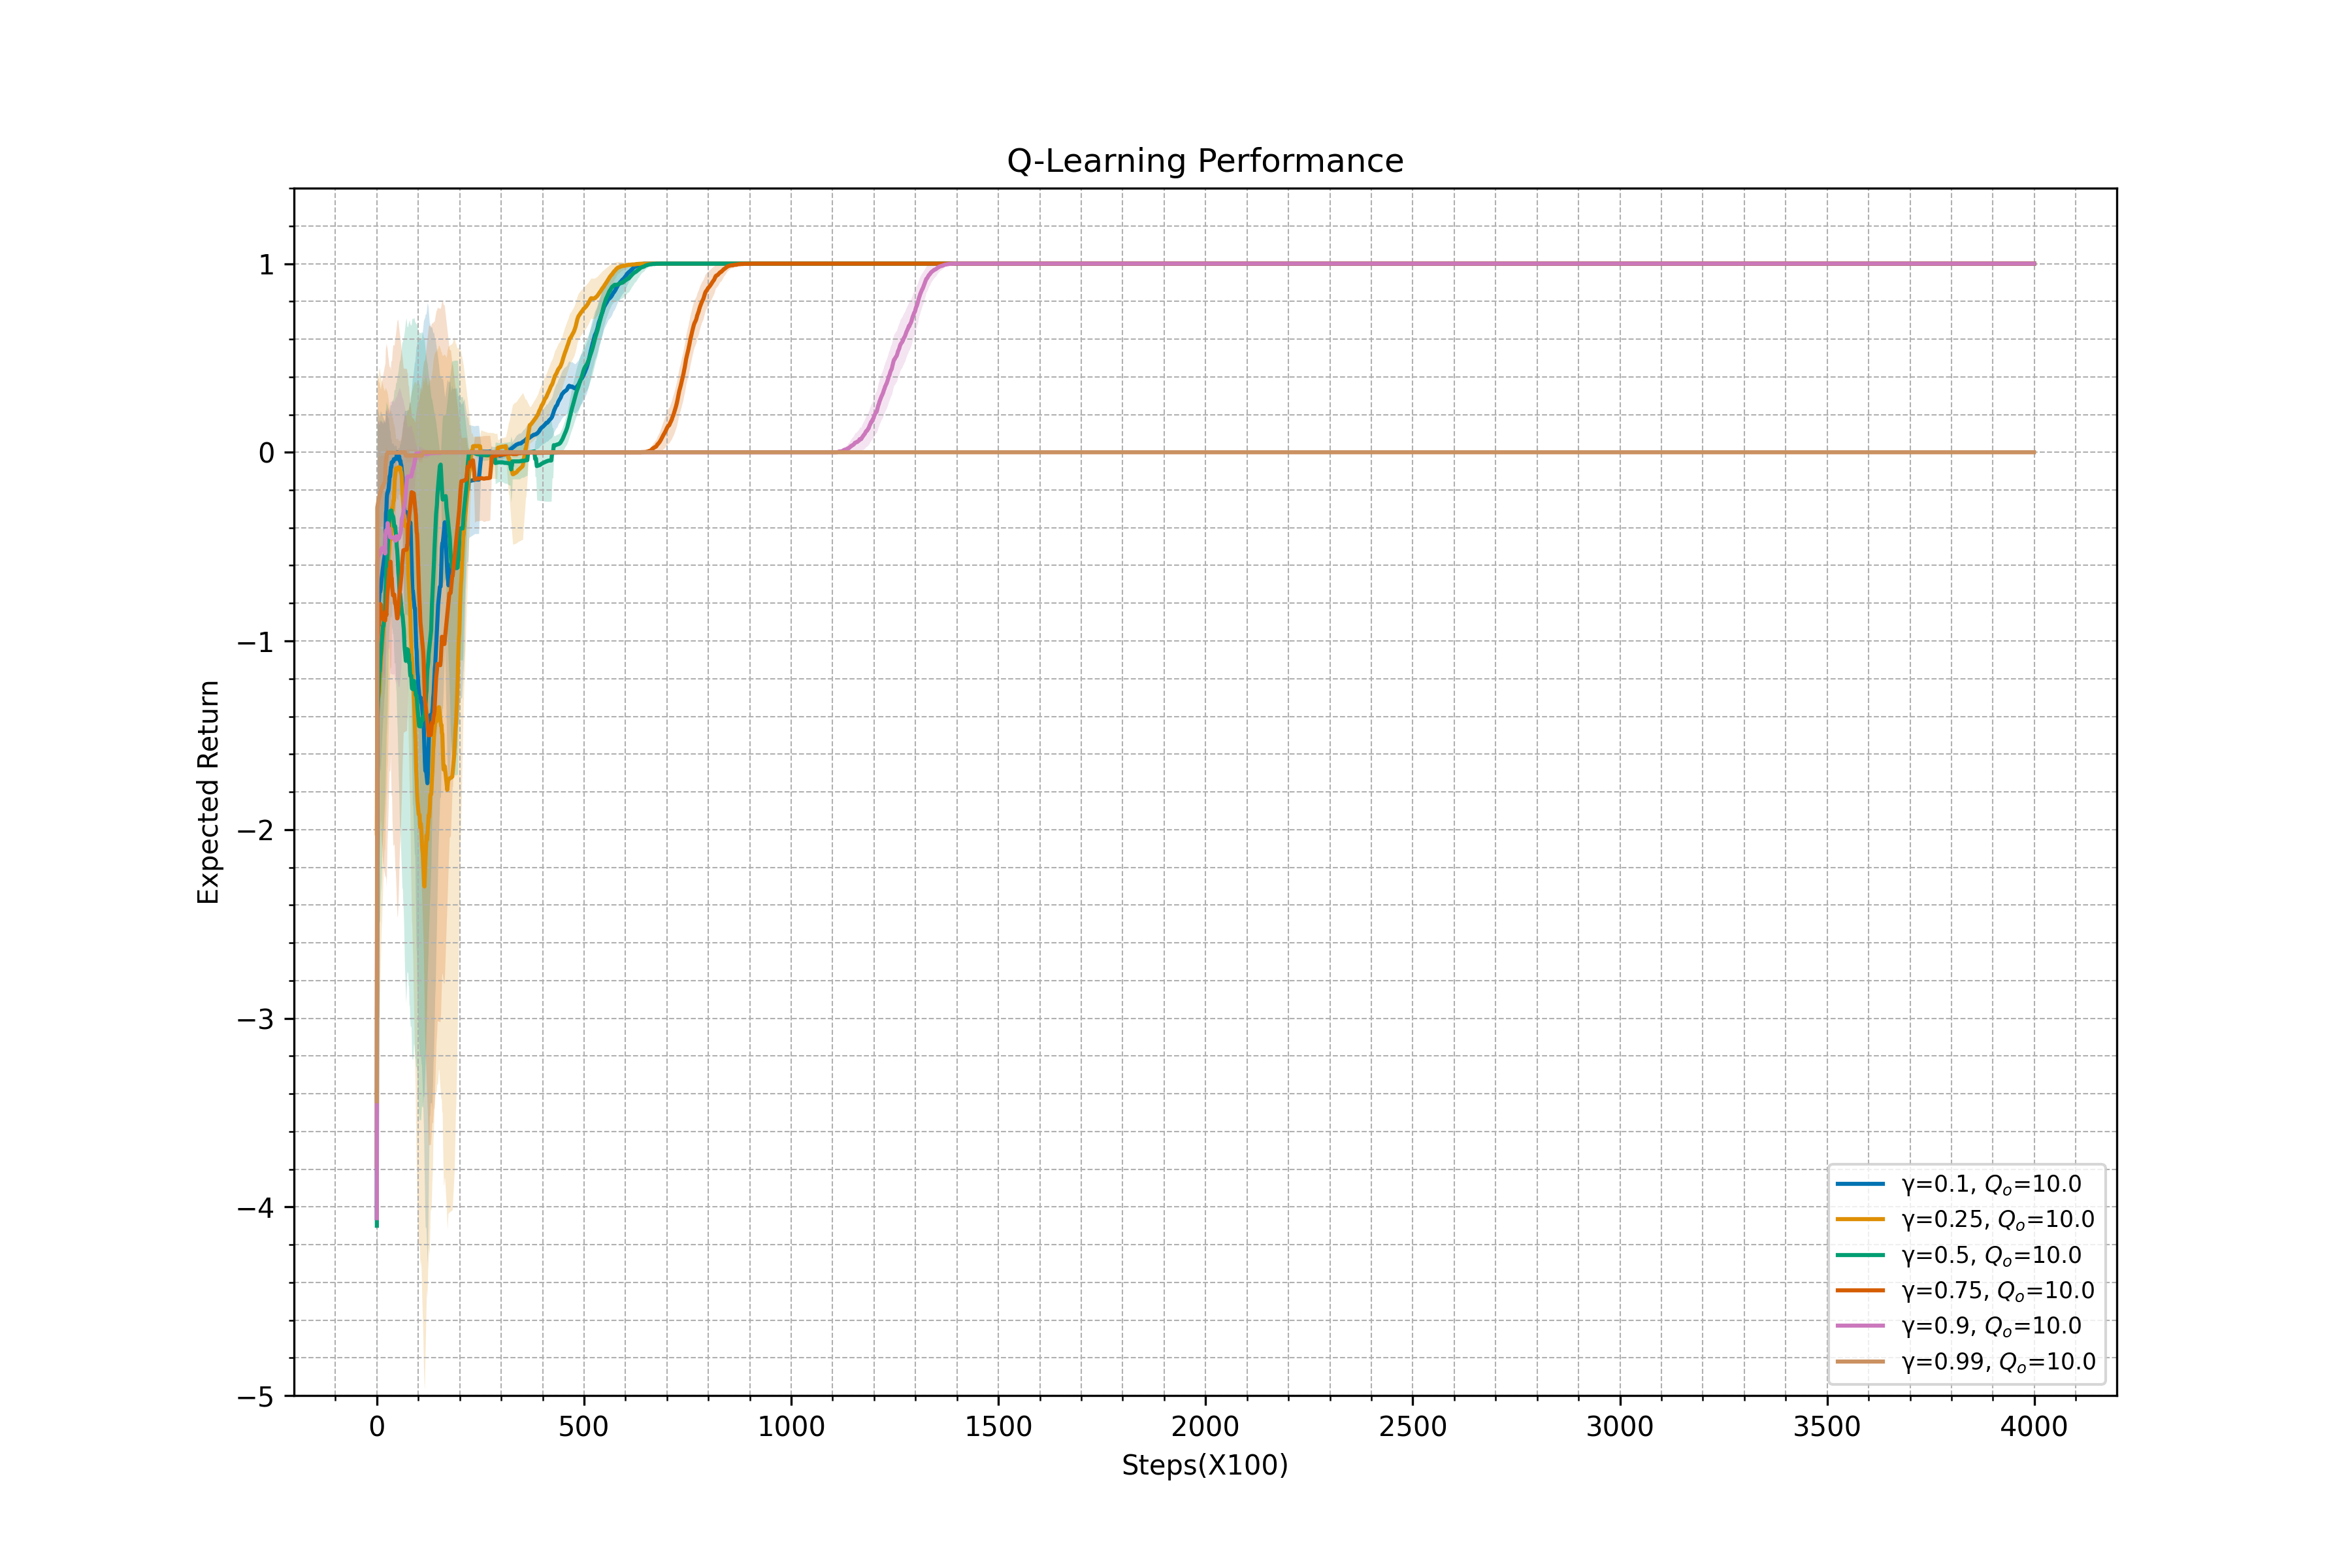 Q-Learning Performance
1
0
−1
−2
−3
−4
−5
Expected Return
0 500 1000 1500 2000 2500 3000 3500 4000
Steps(X100)
γ=0.1, Qo=10.0
γ=0.25, Qo=10.0
γ=0.5, Qo=10.0
γ=0.75, Qo=10.0
γ=0.9, Qo=10.0
γ=0.99, Qo=10.0